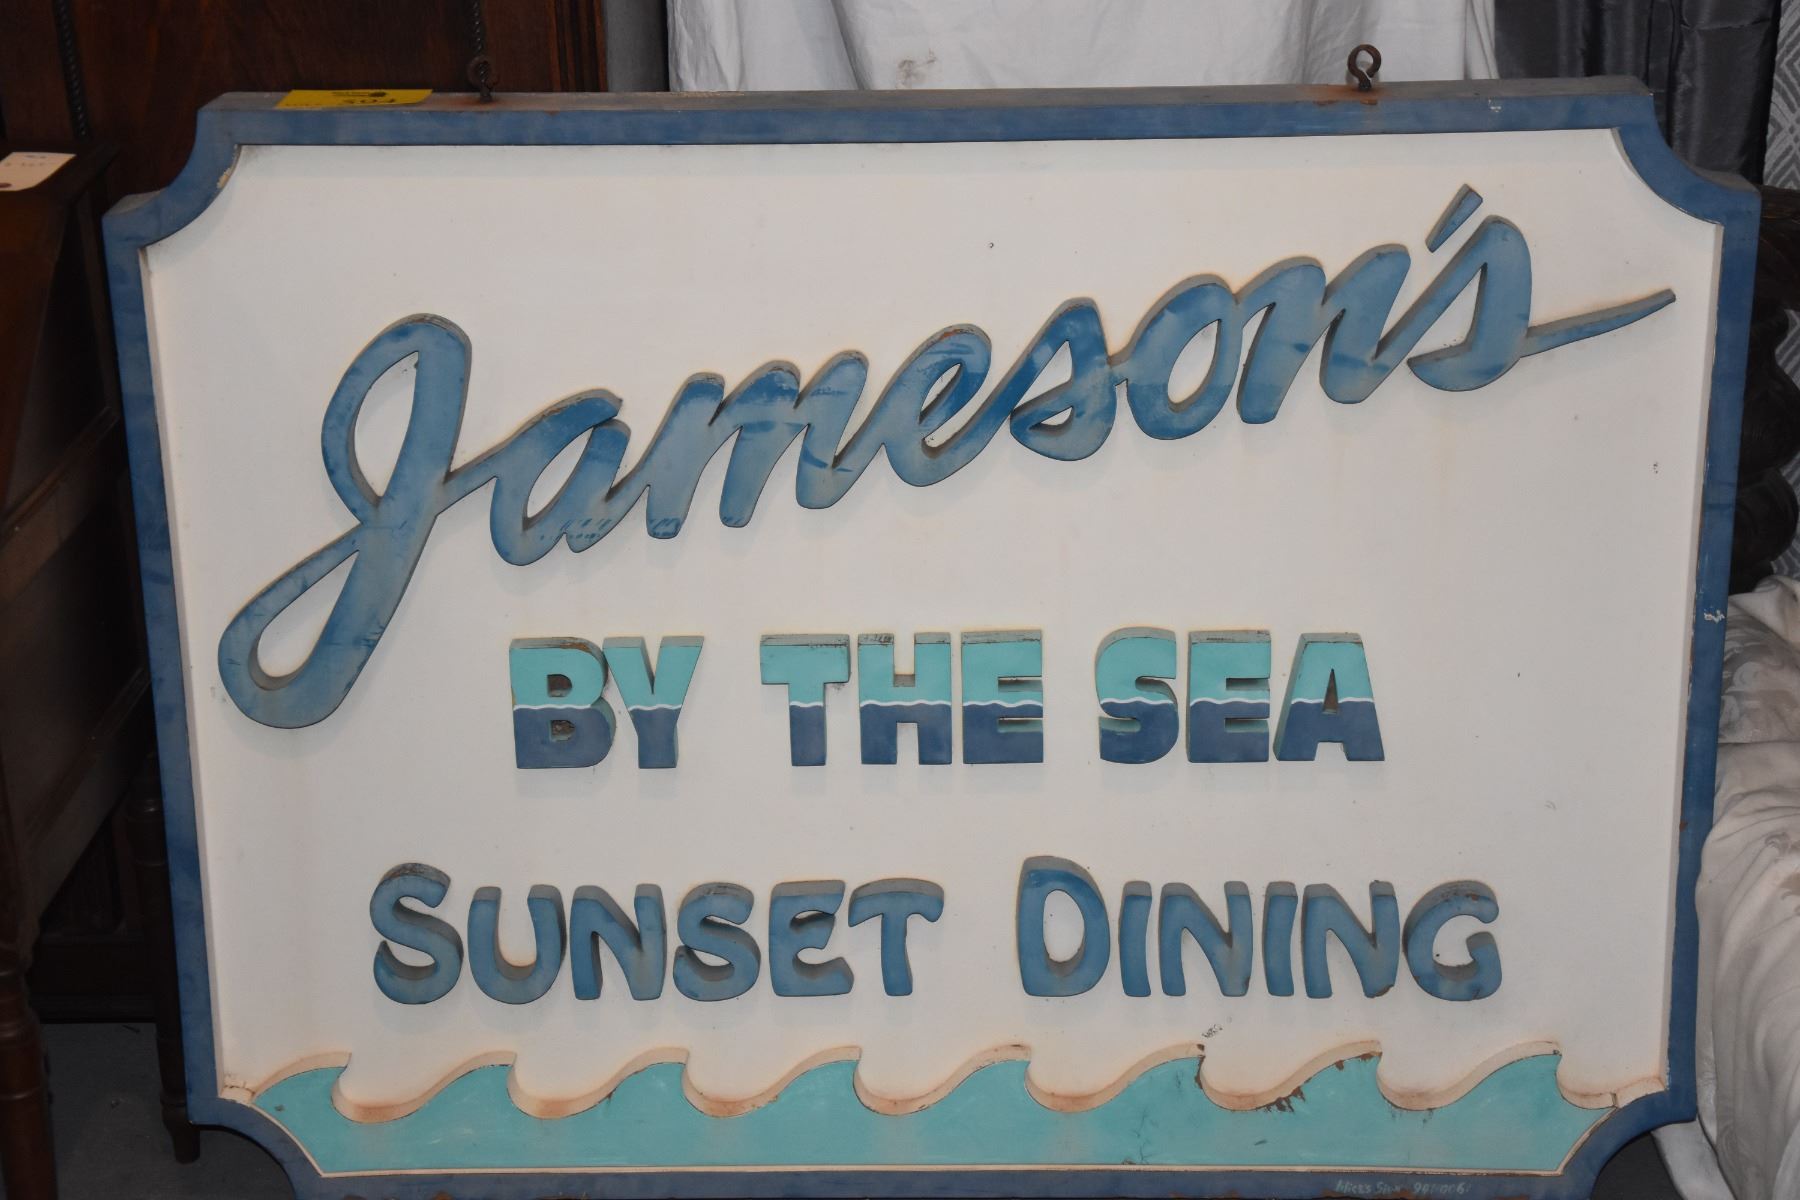 Jameson's
BY THE SEA
SUNSET DINING